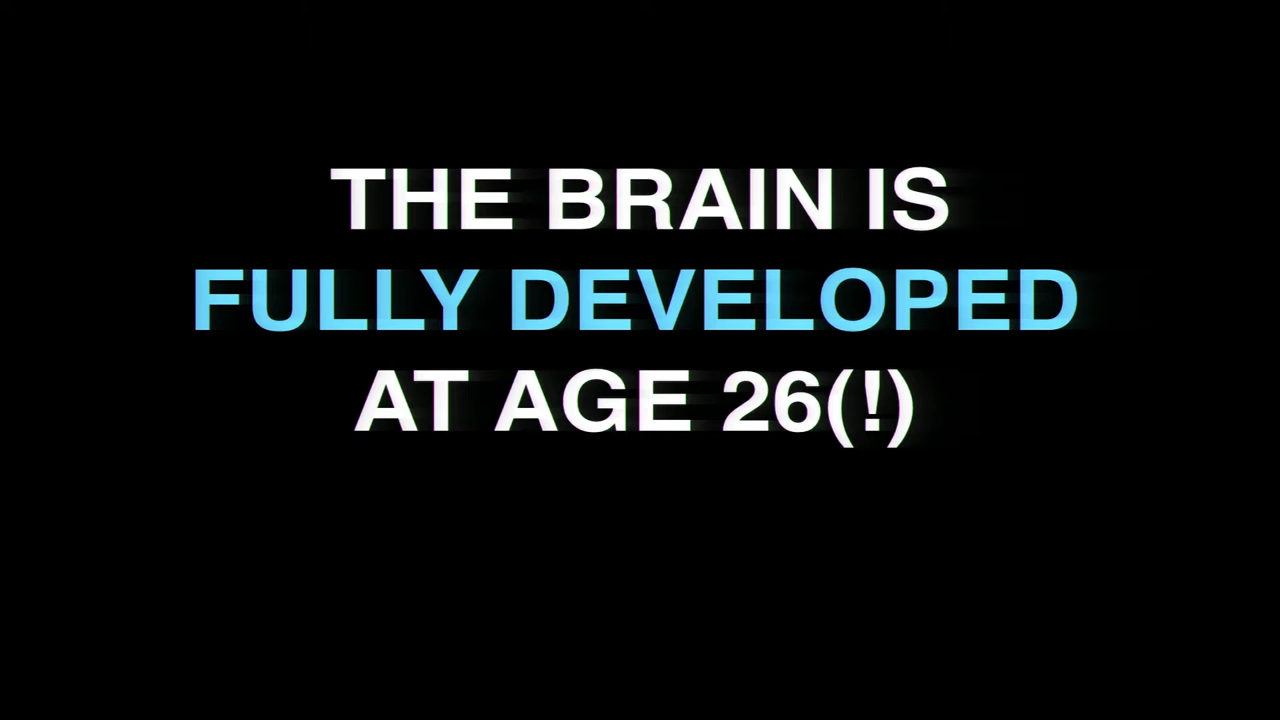 THE BRAIN IS
FULLY DEVELOPED
AT AGE 26(!)